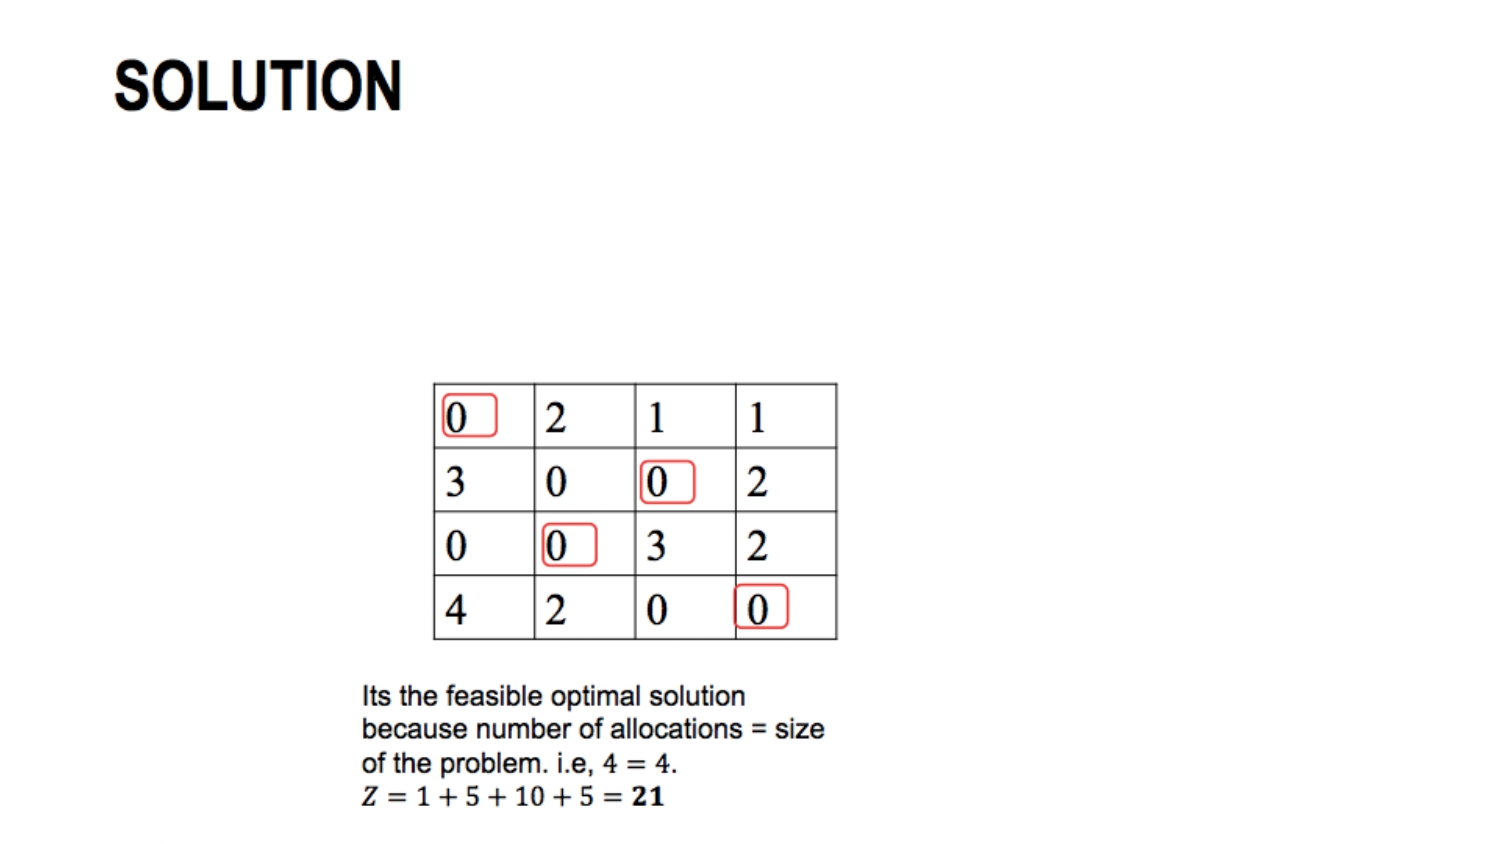 SOLUTION
0 2 1 1
3 0 0 2
0 0 3 2
4 2 0 0
Its the feasible optimal solution
because number of allocations = size
of the problem. i.e, 4 = 4.
Z = 1 + 5 + 10 + 5 = 21